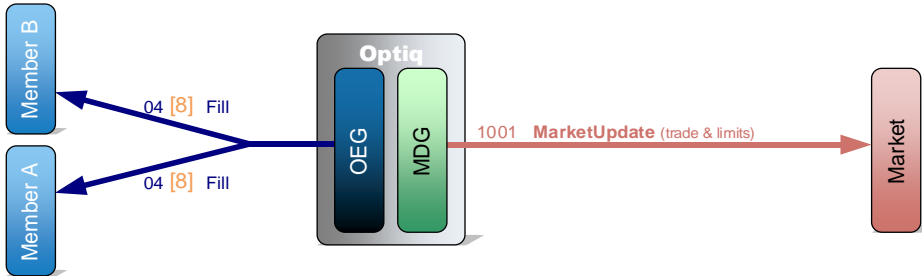 Member B
Optiq
04 [8] Fill
OEG
MDG
1001 MarketUpdate (trade & limits)
Market
Member A
04 [8] Fill